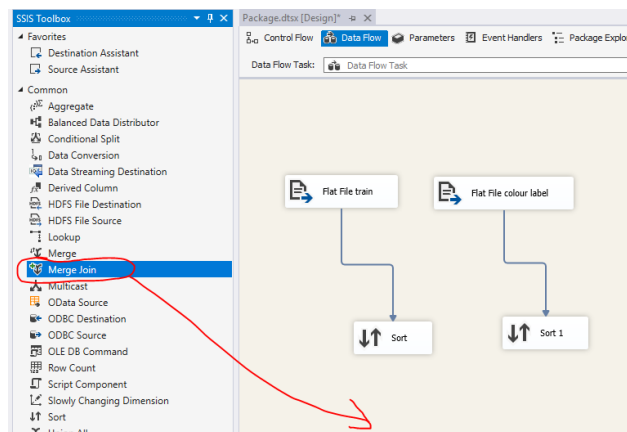 SSIS Toolbox
Package.dtsx [Design]*
Favorites
Destination Assistant
Source Assistant
Common
Aggregate
Balanced Data Distributor
Conditional Split
Data Conversion
Data Streaming Destination
Derived Column
HDFS File Destination
HDFS File Source
Lookup
Merge
Merge Join
Multicast
OData Source
ODBC Destination
ODBC Source
OLE DB Command
Row Count
Script Component
Slowly Changing Dimension
Sort
Control Flow Data Flow Parameters Event Handlers Package Explo
Data Flow Task: Data Flow Task
Flat File train
Flat File colour label
Sort
Sort 1